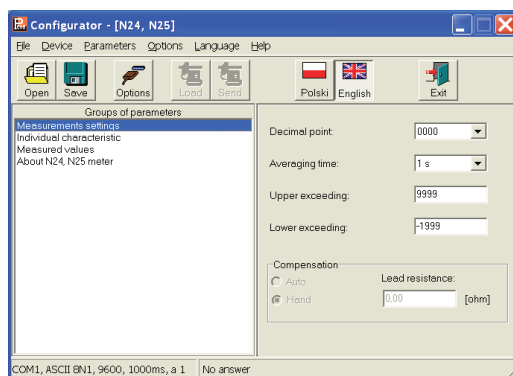 Configurator - [N24, N25]
File Device Parameters Options Language Help
Open Save Options Load Send Polski English Exit
Groups of parameters
Measurements settings
Individual characteristic
Measured values
About N24, N25 meter
Decimal point: 0000
Averaging time: 1 s
Upper exceeding: 9999
Lower exceeding: -1999
Compensation
Auto
Hand
Lead resistance:
0.00 [ohm]
COM1, ASCII 8N1, 9600, 1000ms, a 1 No answer